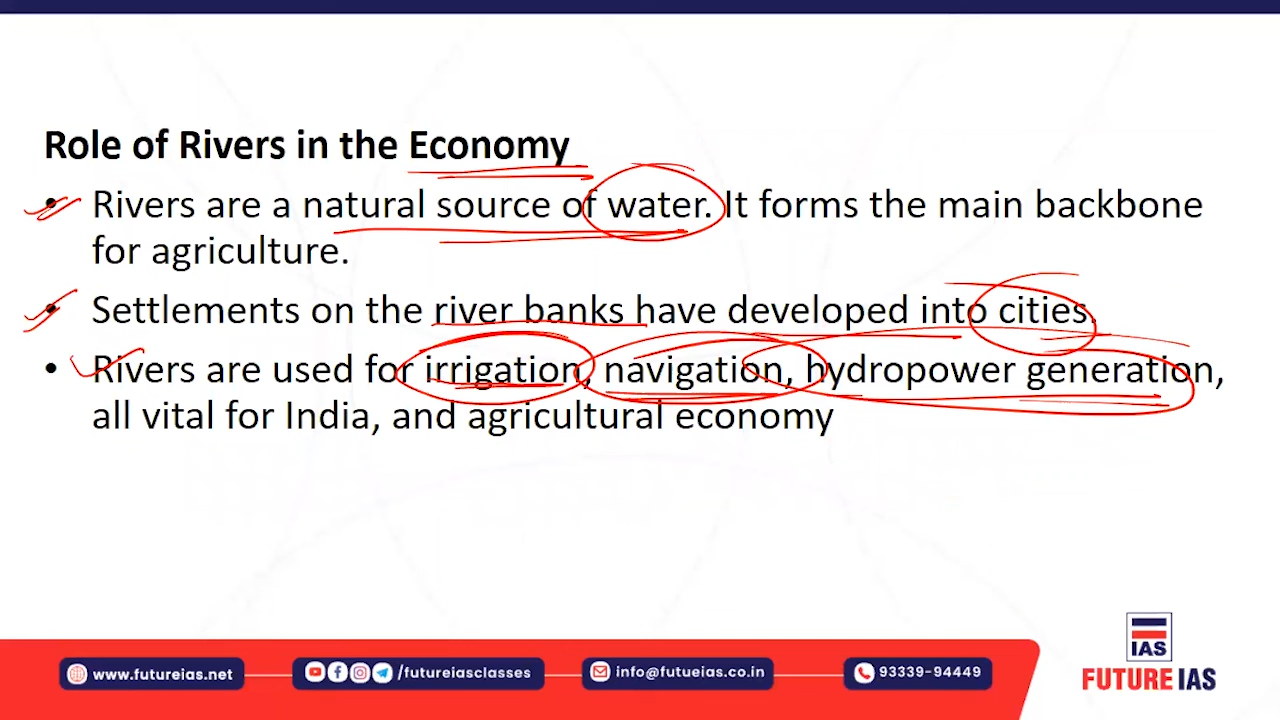 Role of Rivers in the Economy
• Rivers are a natural source of water. It forms the main backbone
for agriculture.
• Settlements on the river banks have developed into cities.
• Rivers are used for irrigation, navigation, hydropower generation,
all vital for India, and agricultural economy
IAS
FUTURE IAS
www.futureias.net
/futureiasclasses
info@futueias.co.in
93339-94449